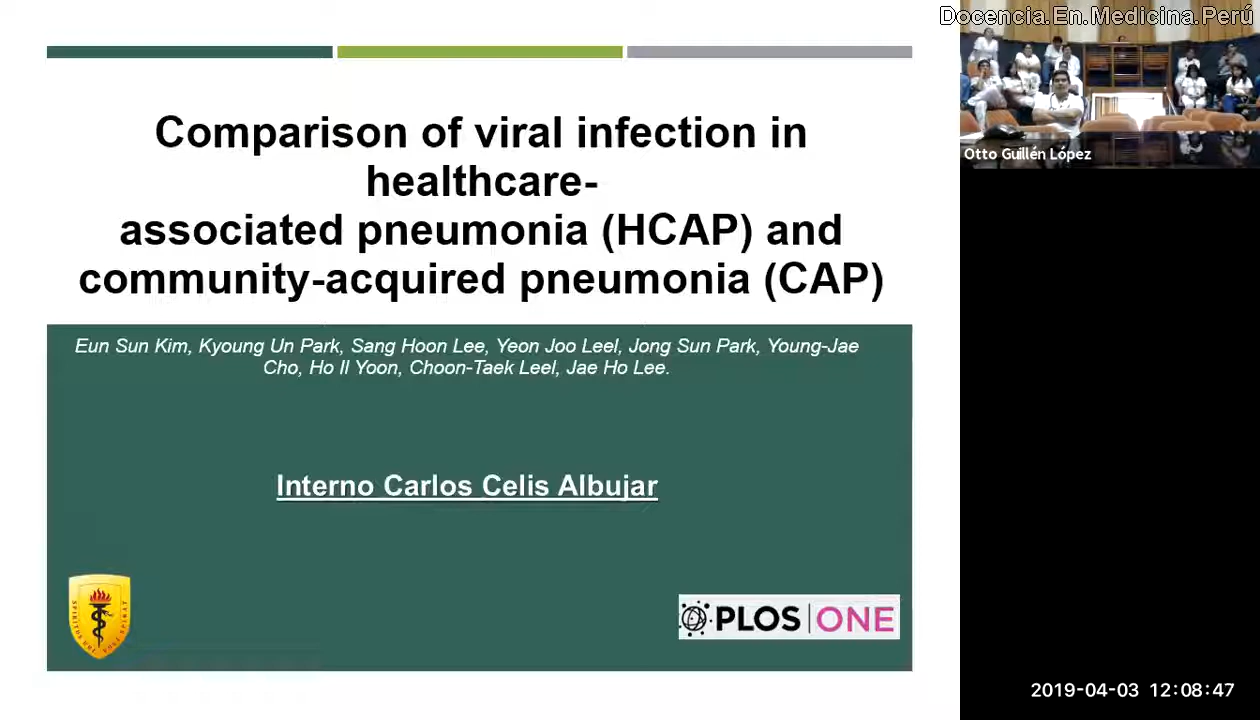 Docencia.En.Medicina.Perú
Comparison of viral infection in
healthcare-
associated pneumonia (HCAP) and
community-acquired pneumonia (CAP)
Otto Guillén López
Eun Sun Kim, Kyoung Un Park, Sang Hoon Lee, Yeon Joo Leel, Jong Sun Park, Young-Jae
Cho, Ho Il Yoon, Choon-Taek Leel, Jae Ho Lee.
Interno Carlos Celis Albujar
PLOS ONE
2019-04-03 12:08:47